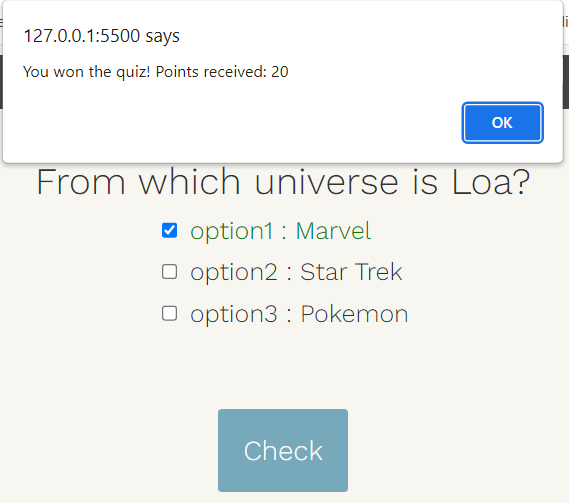 127.0.0.1:5500 says
You won the quiz! Points received: 20
OK
From which universe is Loa?
option1 : Marvel
option2 : Star Trek
option3 : Pokemon
Check